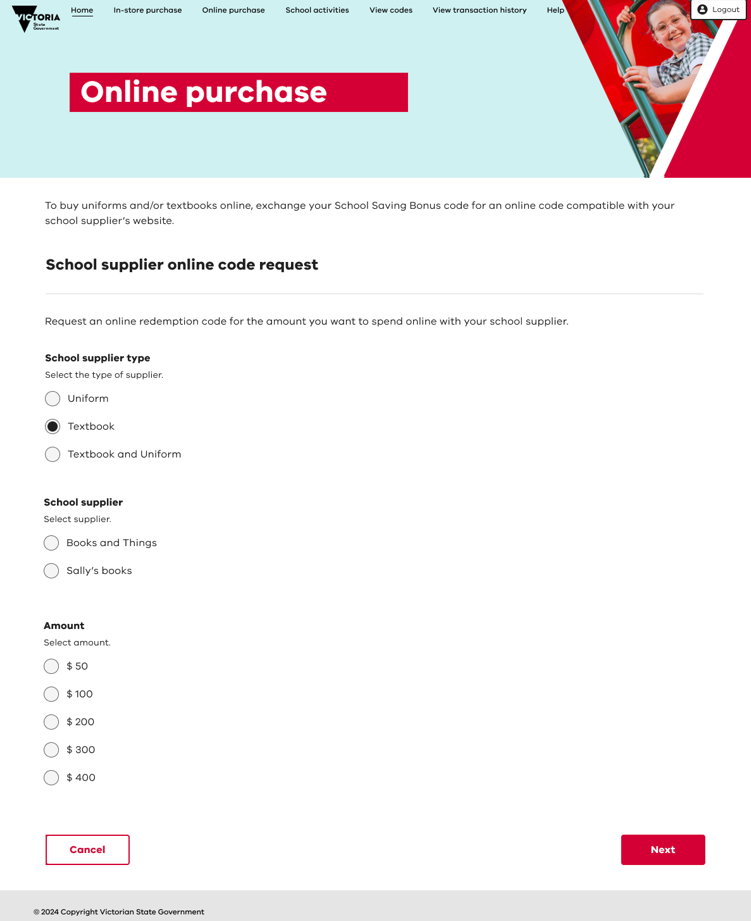 VICTORIA
State
Government
Home In-store purchase Online purchase School activities View codes View transaction history Help Logout
Online purchase
To buy uniforms and/or textbooks online, exchange your School Saving Bonus code for an online code compatible with your
school supplier's website.
School supplier online code request
Request an online redemption code for the amount you want to spend online with your school supplier.
School supplier type
Select the type of supplier.
Uniform
Textbook
Textbook and Uniform
School supplier
Select supplier.
Books and Things
Sally's books
Amount
Select amount.
$ 50
$ 100
$ 200
$ 300
$ 400
Cancel Next
© 2024 Copyright Victorian State Government